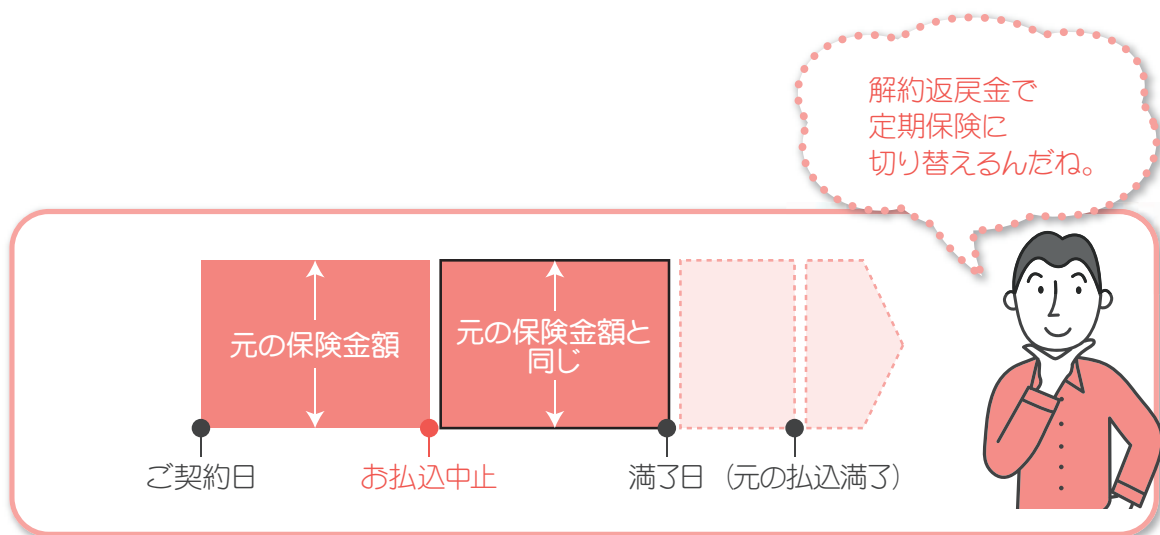 解約返戻金で
定期保険に
切り替えるんだね。
元の保険金額
元の保険金額と
同じ
ご契約日
お払込中止
満了日
（元の払込満了）